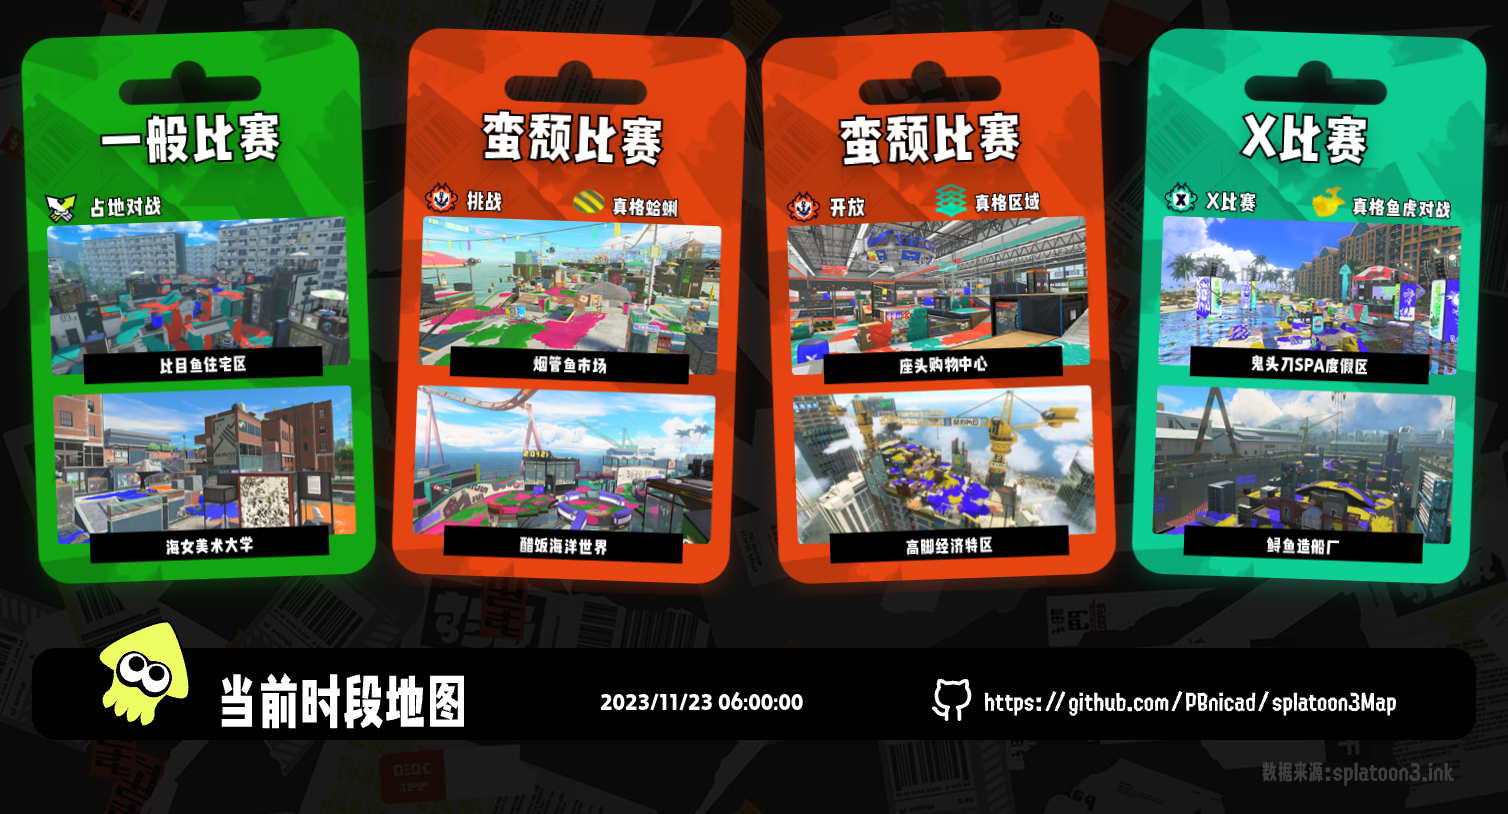 一般比赛
占地对战
比目鱼住宅区
海女美术大学
蛮颓比赛
挑战
真格蛤蜊
烟管鱼市场
醋饭海洋世界
蛮颓比赛
开放
真格区域
座头购物中心
高脚经济特区
X比赛
X比赛
真格鱼虎对战
鬼头刀SPA度假区
鲟鱼造船厂
当前时段地图
2023/11/23 06:00:00
https://github.com/PBnicad/splatoon3Map
数据来源:splatoon3.ink